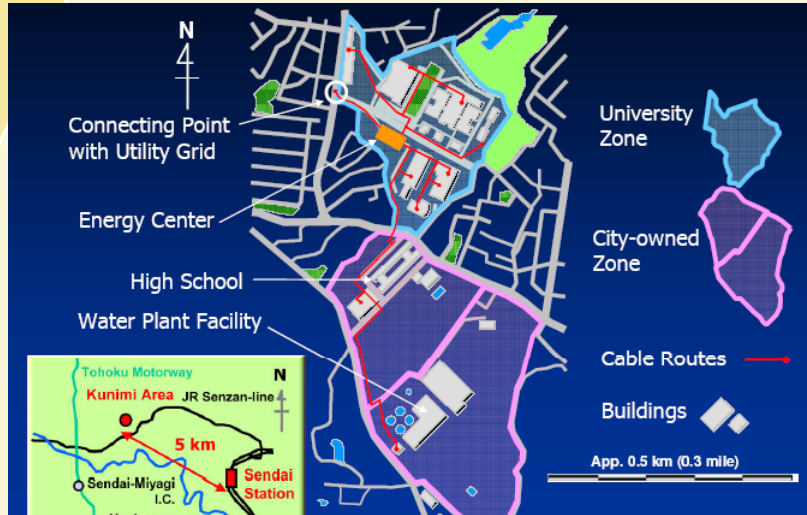 N
Connecting Point
with Utility Grid
Energy Center
High School
Water Plant Facility
University
Zone
City-owned
Zone
Cable Routes
Buildings
App. 0.5 km (0.3 mile)
Tohoku Motorway
Kunimi Area
JR Senzan-line
N
5 km
Sendai-Miyagi
I.C.
Sendai
Station